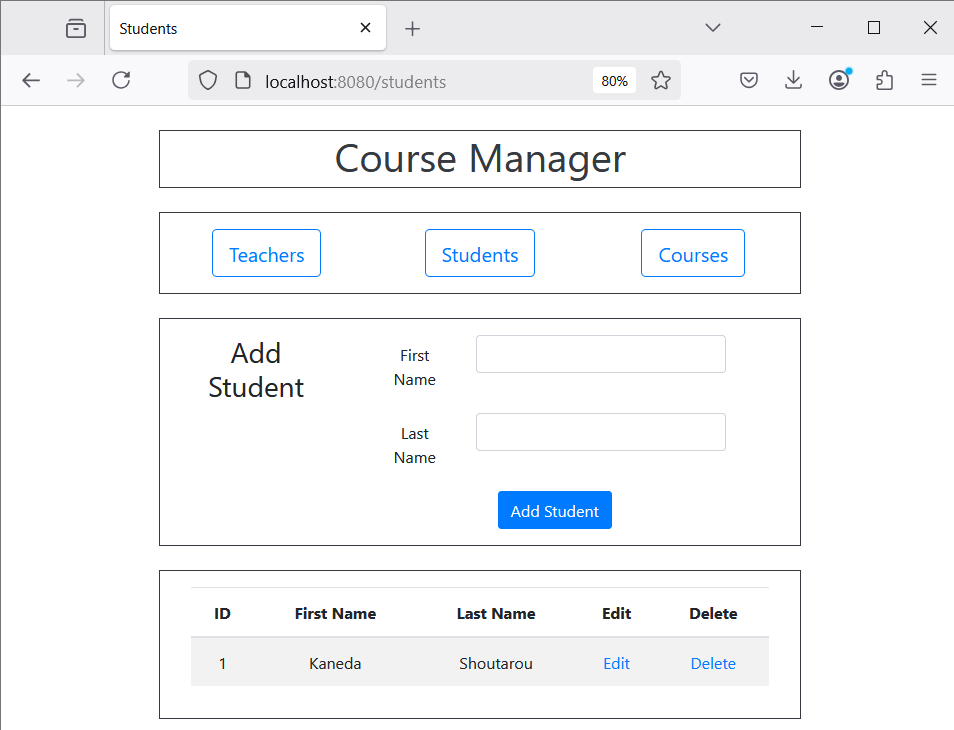 Students
localhost:8080/students 80%
Course Manager
Teachers Students Courses
Add
Student
First
Name
Last
Name
Add Student
ID First Name Last Name Edit Delete
1 Kaneda Shoutarou Edit Delete